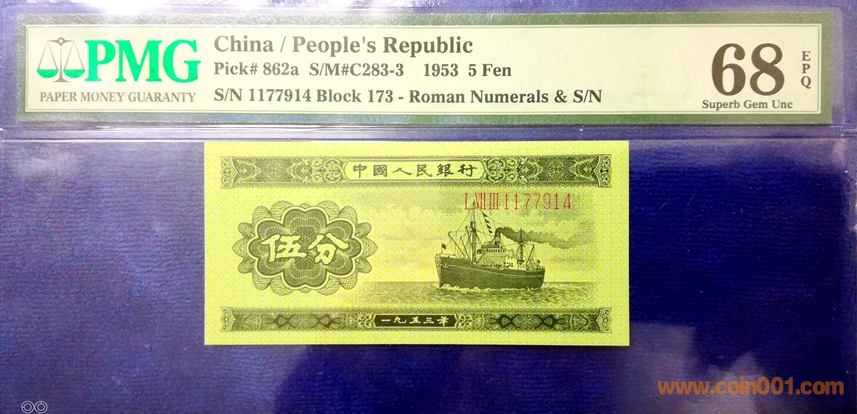 PMG
PAPER MONEY GUARANTY
China / People's Republic
Pick# 862a S/M#C283-3 1953 5 Fen
S/N 1177914 Block 173 - Roman Numerals & S/N
68 EPQ
Superb Gem Unc
中國人民銀行
I VII III 1177914
伍分
一九五三年
www.coin001.com